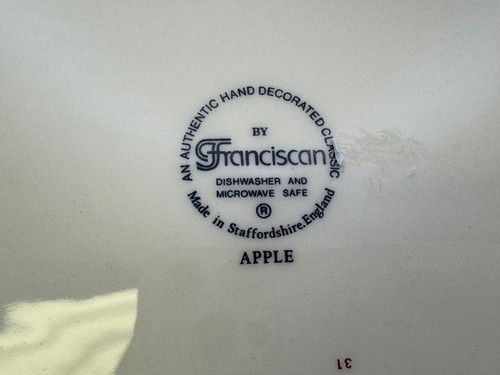 AN AUTHENTIC HAND DECORATED CLASSIC
BY
Franciscan
DISHWASHER AND
MICROWAVE SAFE
®
Made in Staffordshire, England
APPLE
31